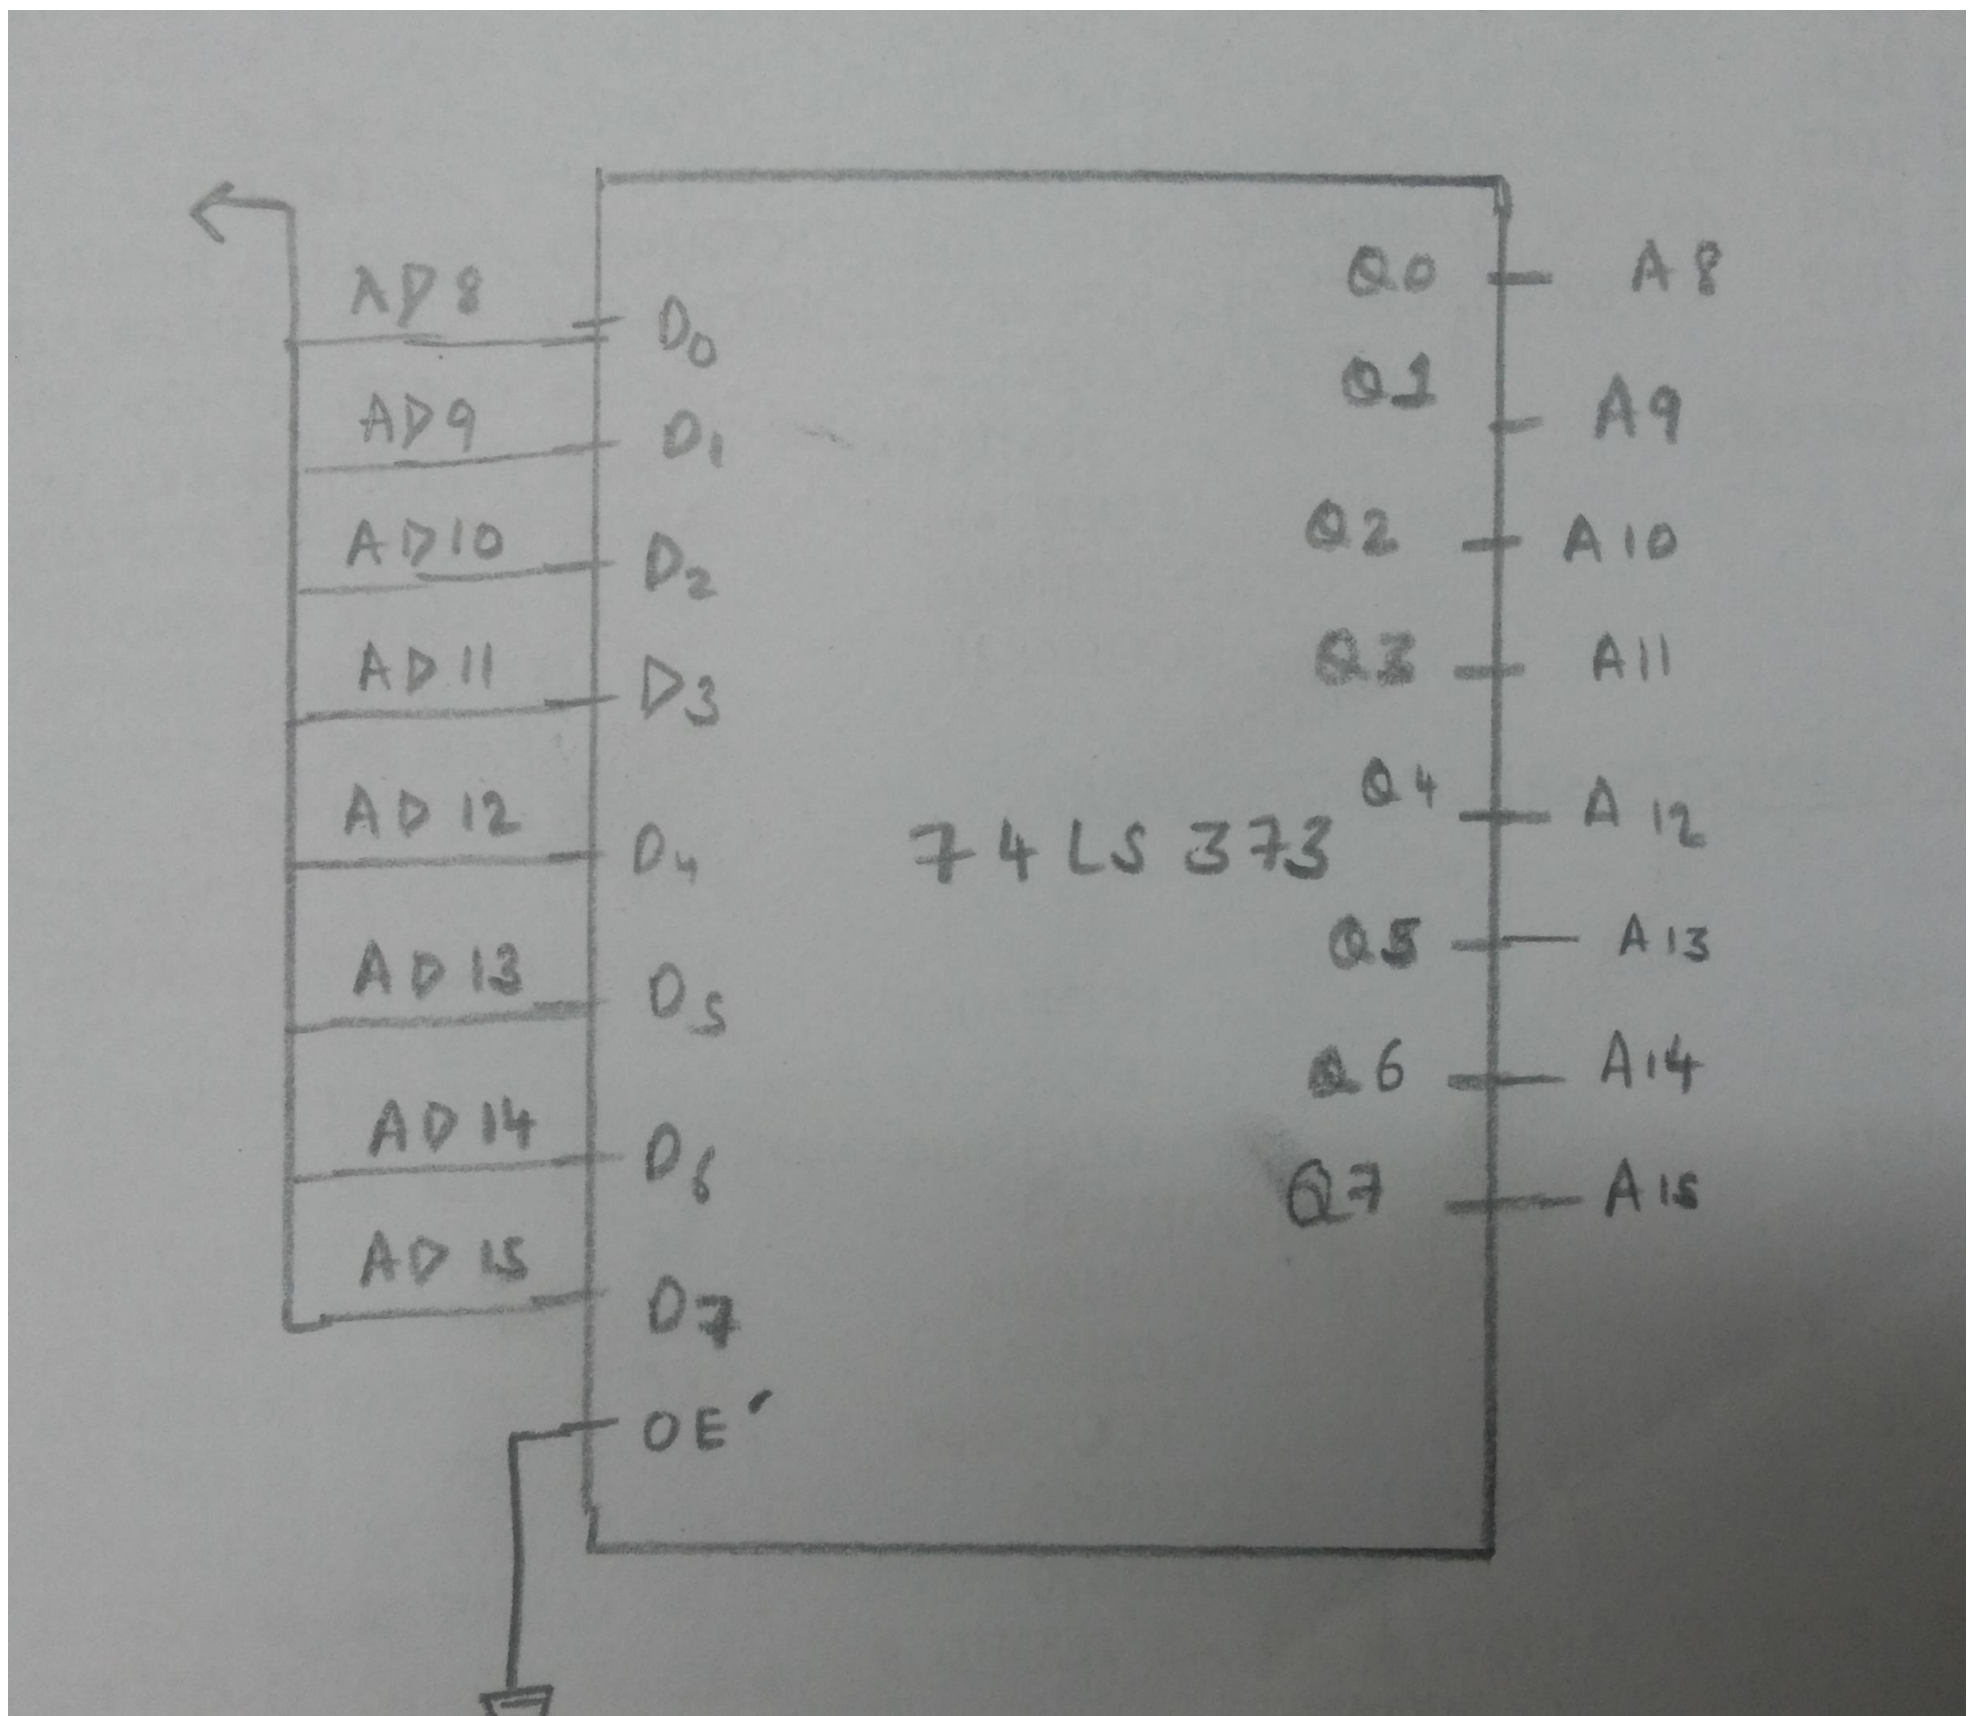 AD8
D0
AD9
D1
AD10
D2
AD11
D3
AD12
D4
AD13
D5
AD14
D6
AD15
D7
OE'
74LS373
Q0 A8
Q1 A9
Q2 A10
Q3 A11
Q4 A12
Q5 A13
Q6 A14
Q7 A15